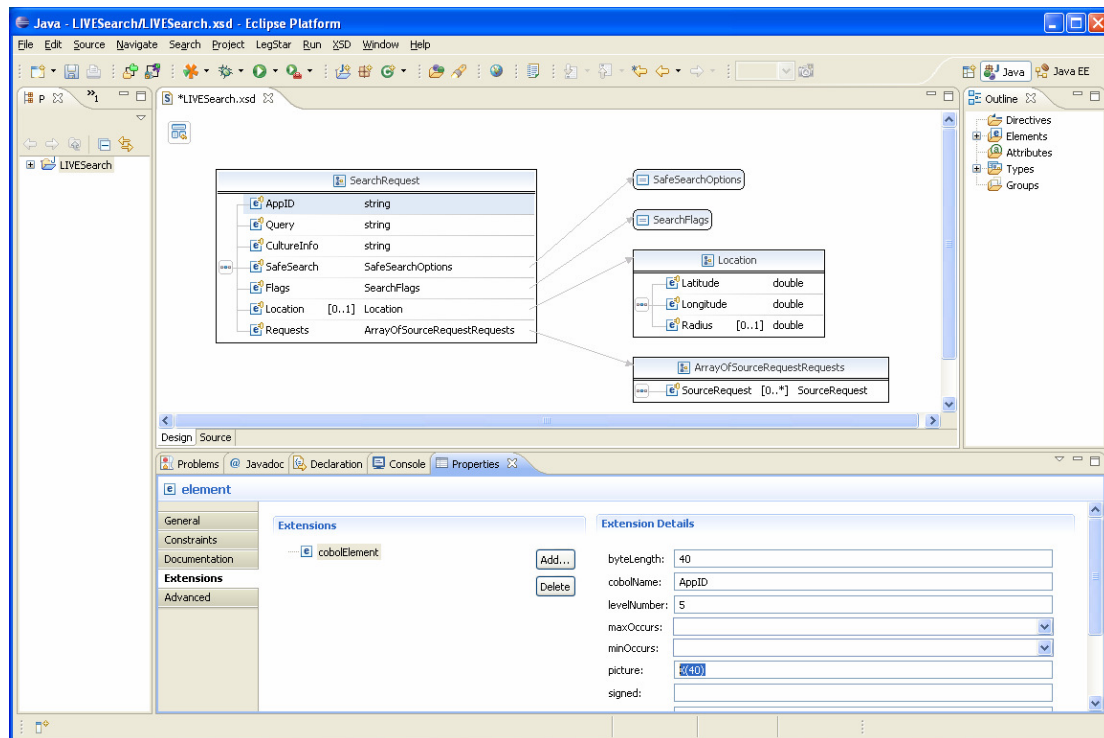 Java - LIVESearch/LIVESearch.xsd - Eclipse Platform
File Edit Source Navigate Search Project LegStar Run XSD Window Help
Java Java EE
P »1 *LIVESearch.xsd Outline
LIVESearch
Directives
Elements
Attributes
Types
Groups
SearchRequest
AppID string
Query string
CultureInfo string
SafeSearch SafeSearchOptions
Flags SearchFlags
Location [0..1] Location
Requests ArrayOfSourceRequestRequests
SafeSearchOptions
SearchFlags
Location
Latitude double
Longitude double
Radius [0..1] double
ArrayOfSourceRequestRequests
SourceRequest [0..*] SourceRequest
Design Source
Problems @ Javadoc Declaration Console Properties
element
General
Constraints
Documentation
Extensions
Advanced
Extensions
cobolElement
Add...
Delete
Extension Details
byteLength: 40
cobolName: AppID
levelNumber: 5
maxOccurs:
minOccurs:
picture: X(40)
signed: